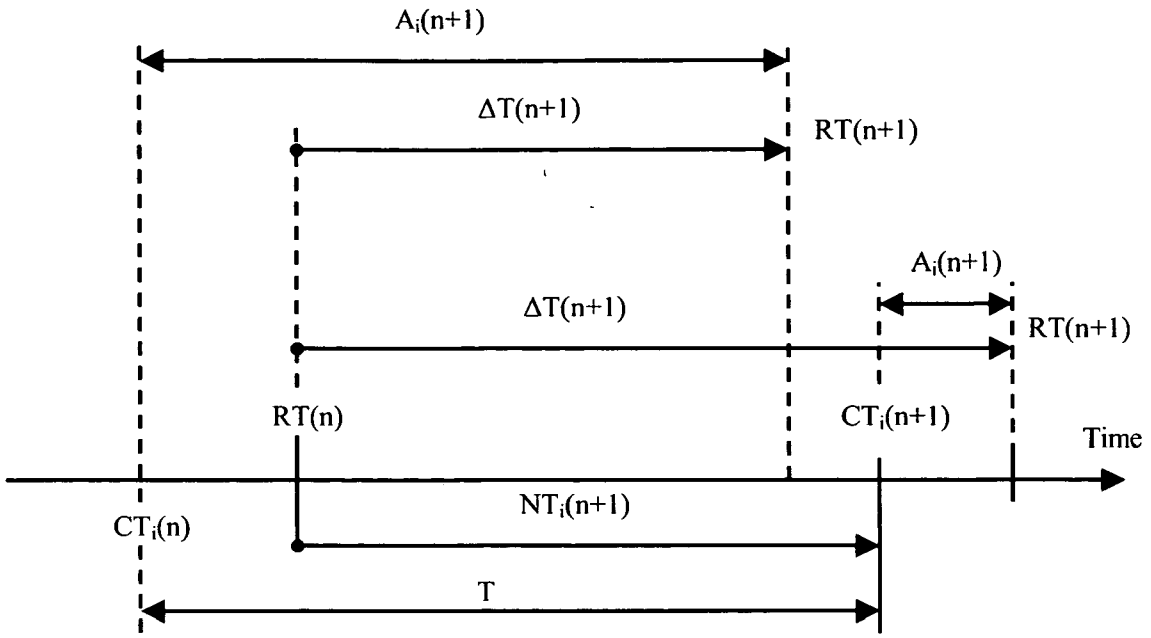 Aᵢ(n+1)
ΔT(n+1)
RT(n+1)
Aᵢ(n+1)
ΔT(n+1)
RT(n+1)
RT(n)
CTᵢ(n+1)
Time
NTᵢ(n+1)
CTᵢ(n)
T